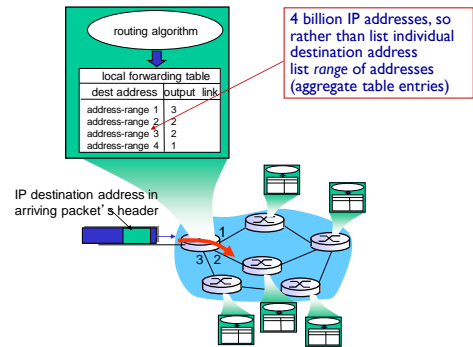 routing algorithm
local forwarding table
dest address output link
address-range 1 3
address-range 2 2
address-range 3 2
address-range 4 1
4 billion IP addresses, so
rather than list individual
destination address
list range of addresses
(aggregate table entries)
IP destination address in
arriving packet's header
1
3 2